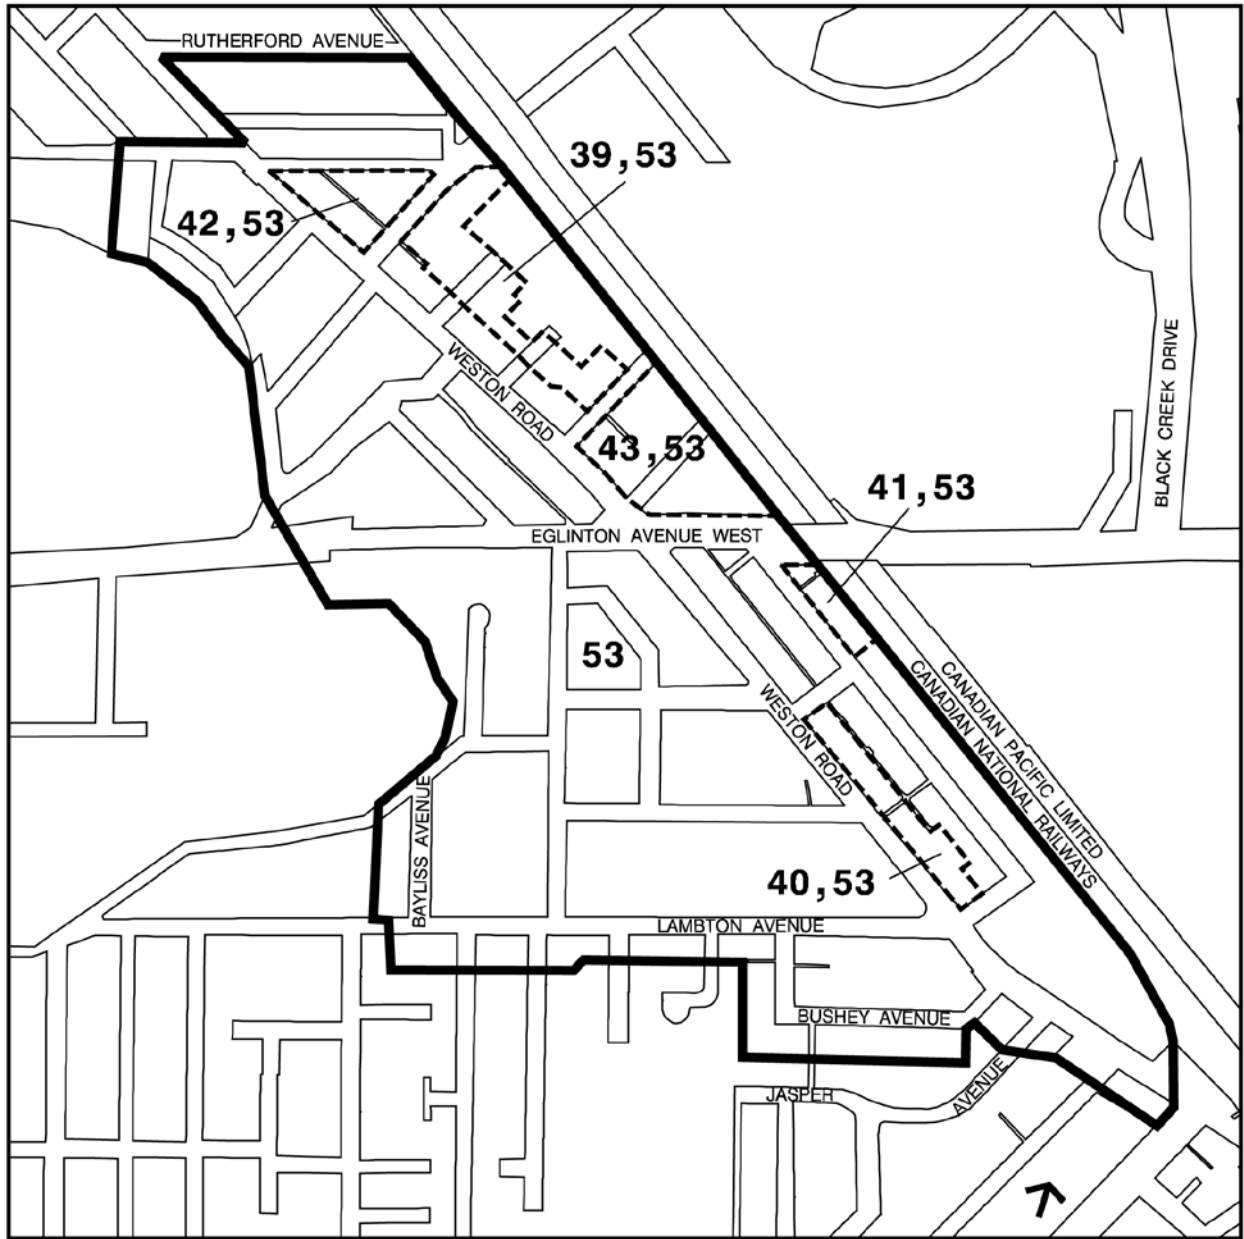 RUTHERFORD AVENUE
39,53
42,53
WESTON ROAD
BLACK CREEK DRIVE
43,53
41,53
EGLINTON AVENUE WEST
53
CANADIAN PACIFIC LIMITED
CANADIAN NATIONAL RAILWAYS
WESTON ROAD
BAYLISS AVENUE
40,53
LAMBTON AVENUE
BUSHEY AVENUE
JASPER AVENUE